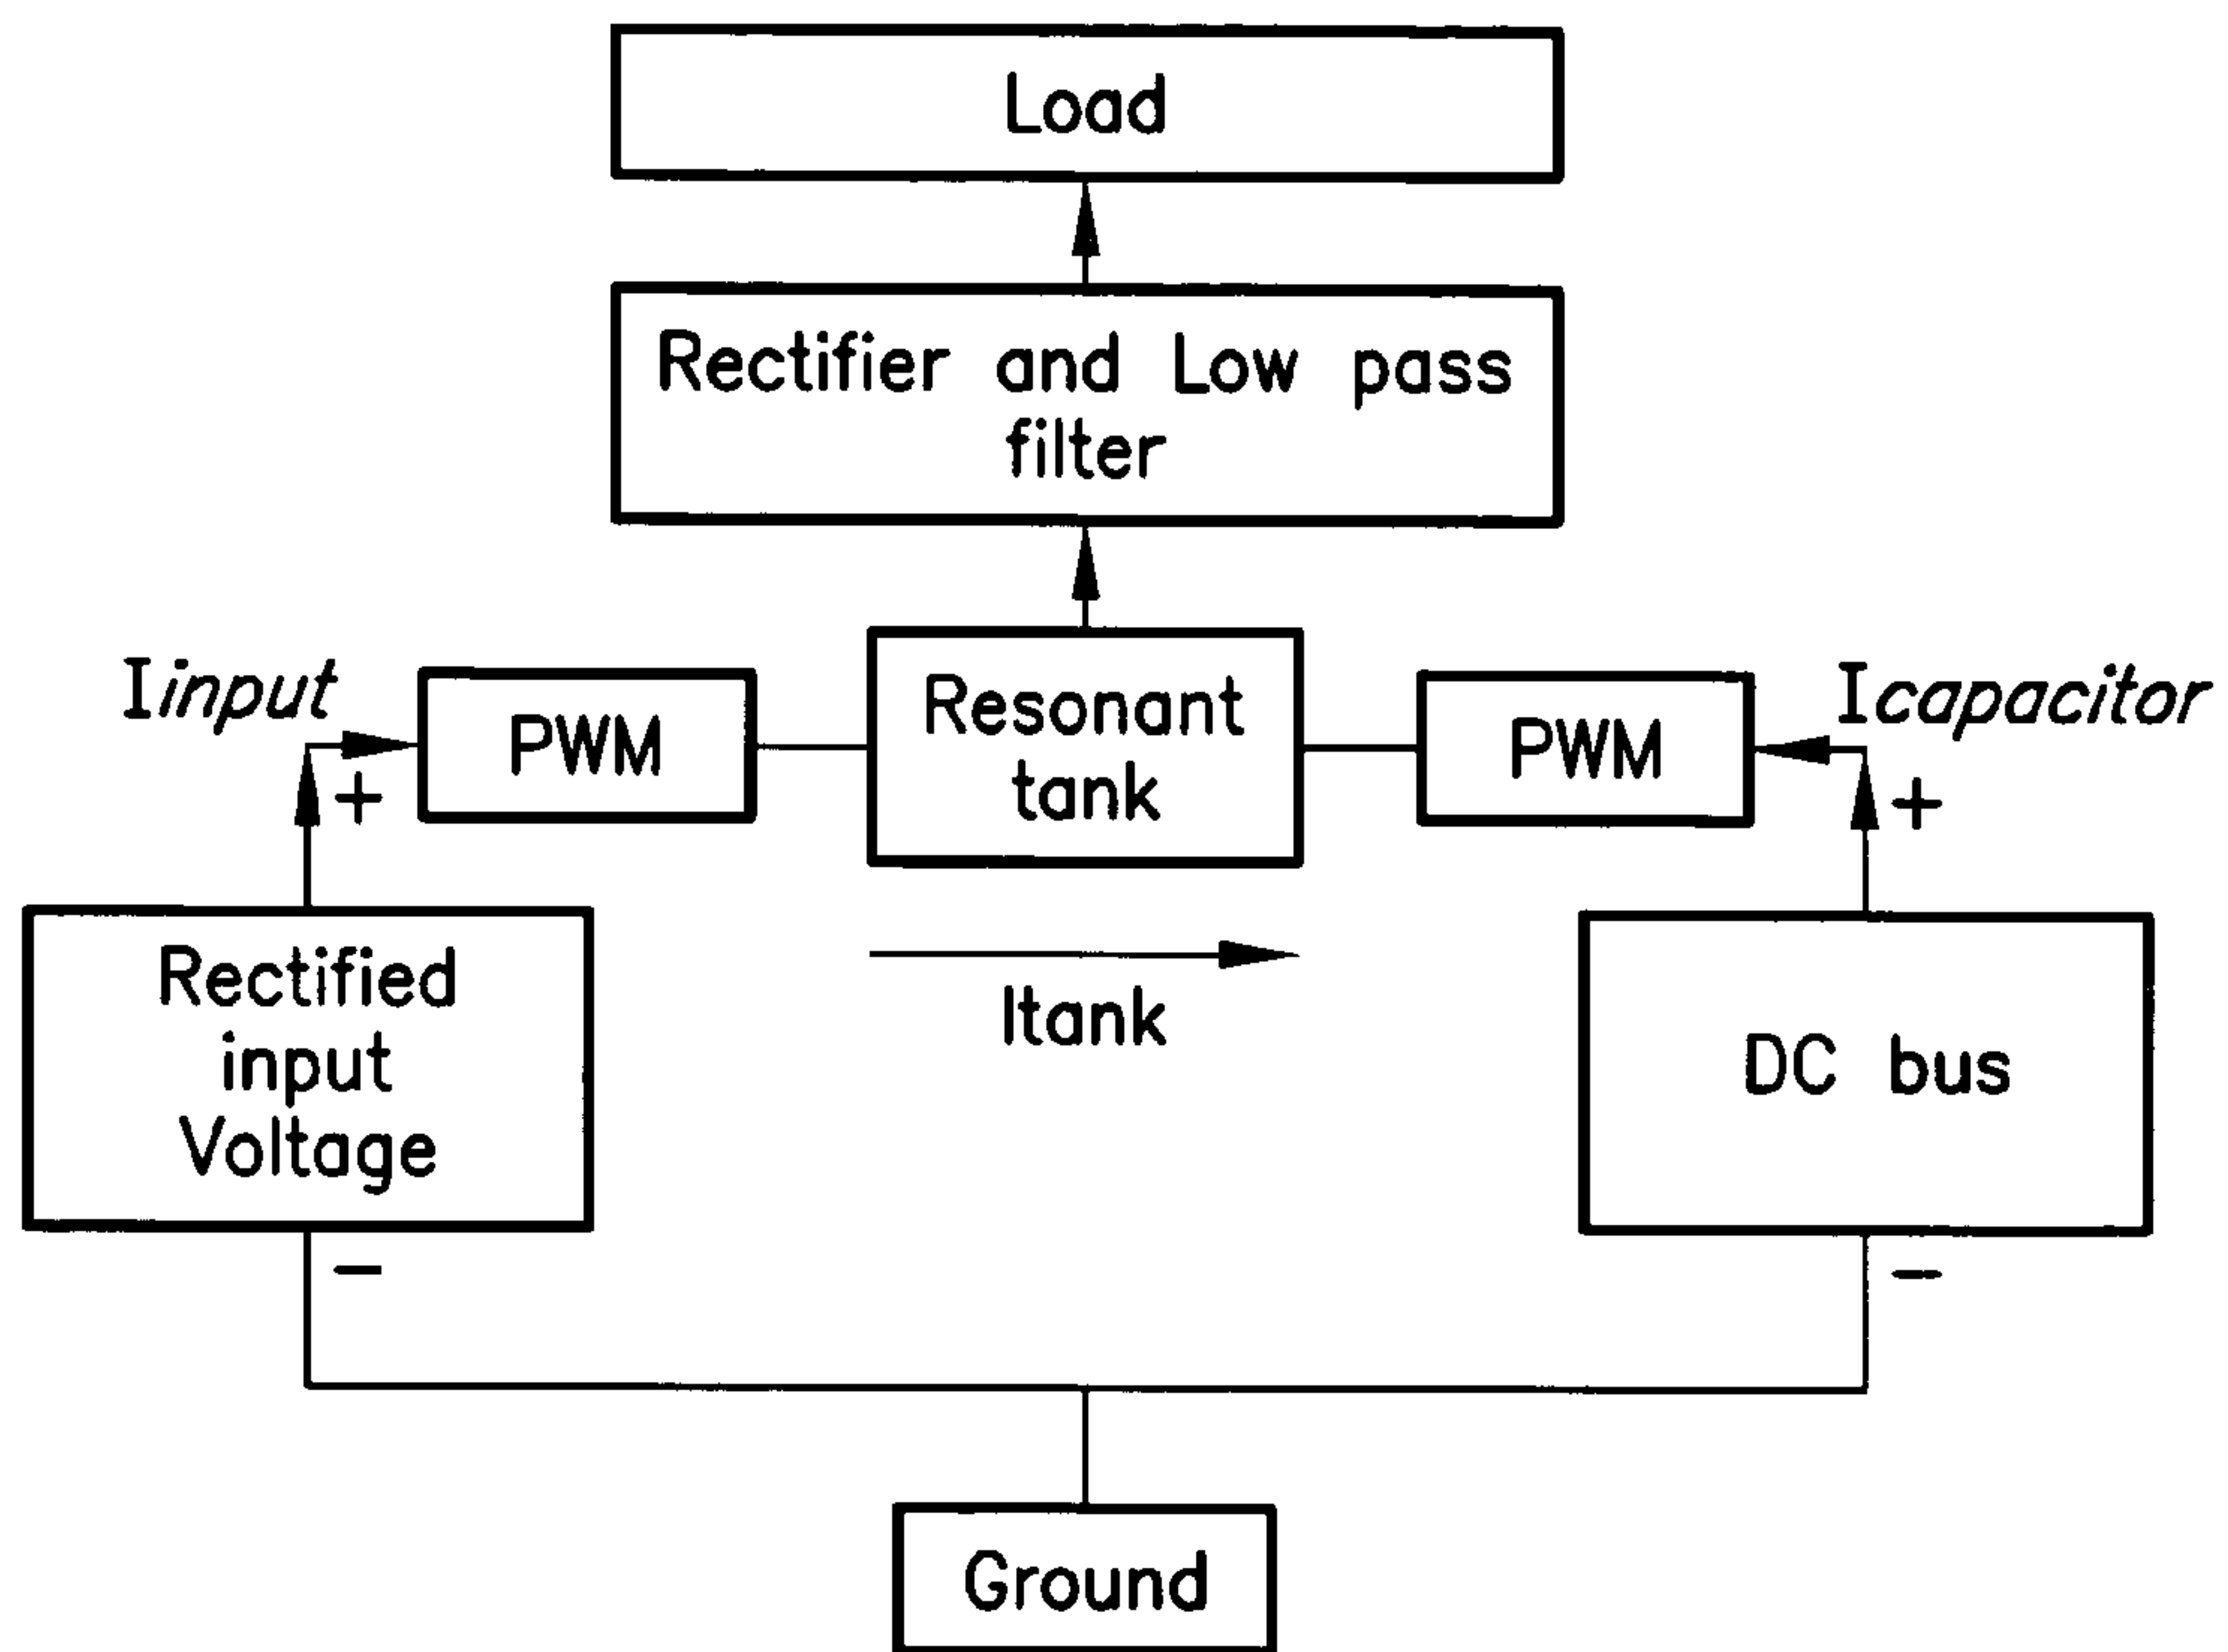 Load
Rectifier and Low pass
filter
Iinput
PWM
Resonant
tank
PWM
Icapacitor
+
+
Rectified
input
Voltage
Itank
DC bus
−
−
Ground